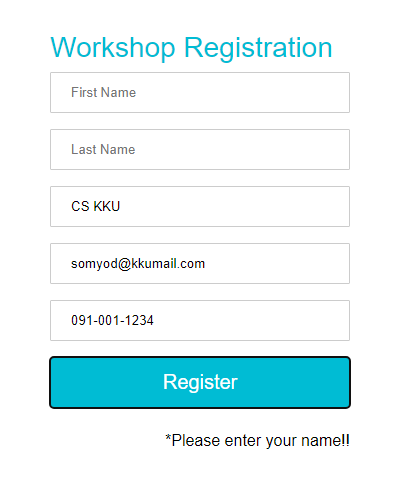 Workshop Registration
First Name
Last Name
CS KKU
somyod@kkumail.com
091-001-1234
Register
*Please enter your name!!